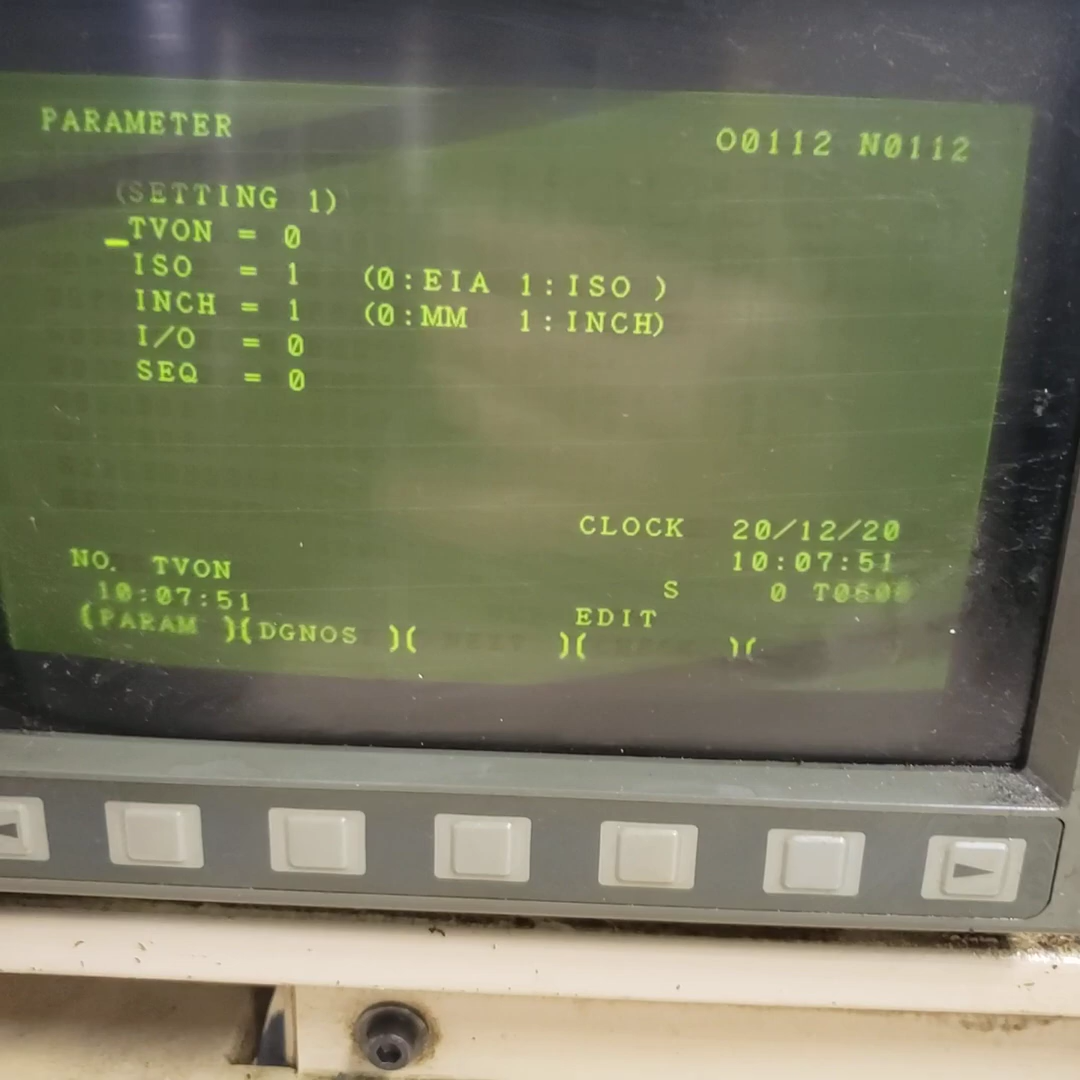 PARAMETER
O0112 N0112
(SETTING 1)
_TVON = 0
ISO = 1 (0:EIA 1:ISO )
INCH = 1 (0:MM 1:INCH)
I/O = 0
SEQ = 0
CLOCK 20/12/20
10:07:51
NO. TVON
S 0
10:07:51
EDIT
(PARAM )(DGNOS )( )( )(